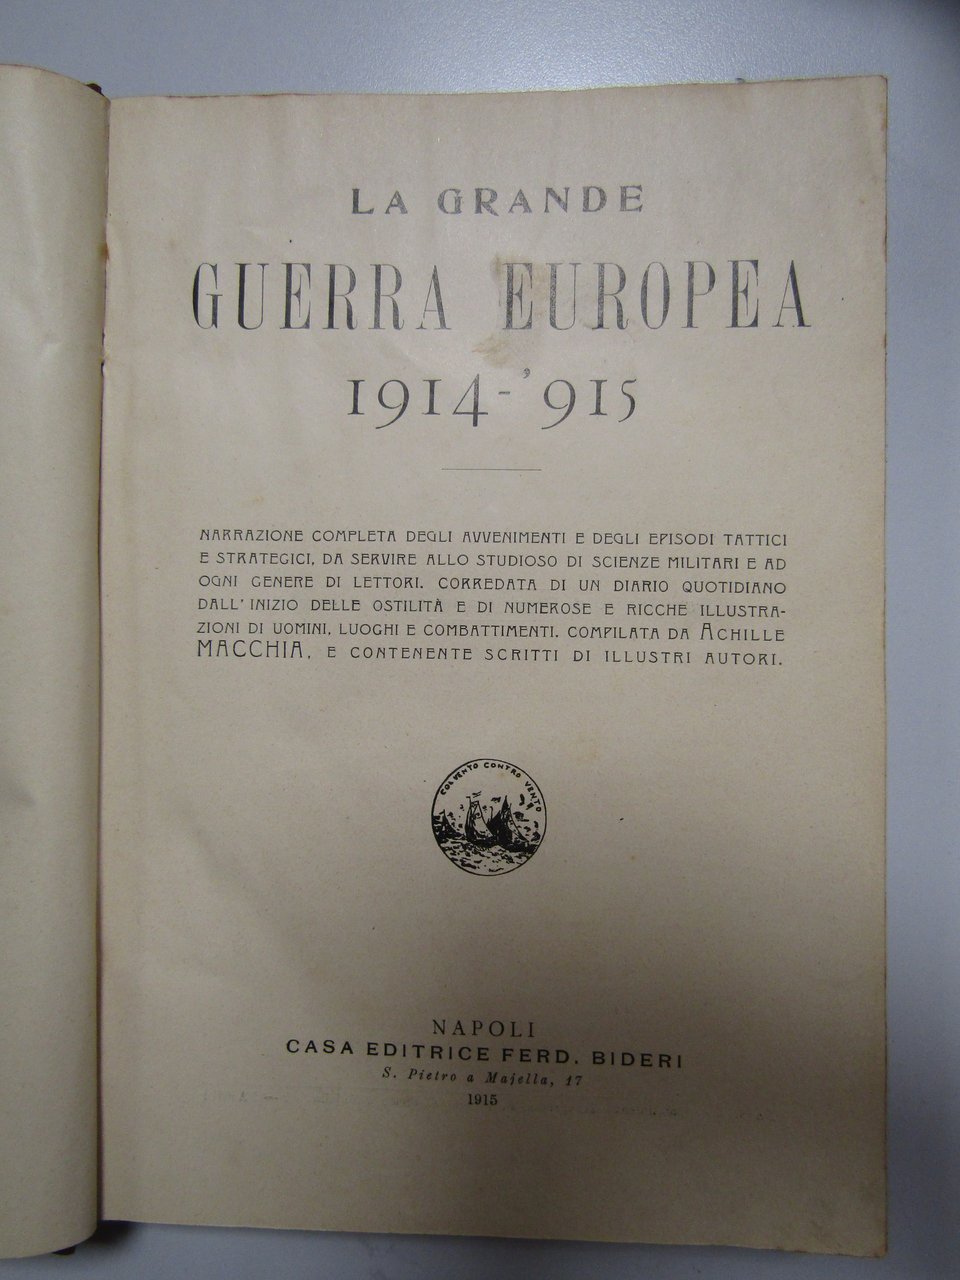 LA GRANDE
GUERRA EUROPEA
1914-'915
NARRAZIONE COMPLETA DEGLI AVVENIMENTI E DEGLI EPISODI TATTICI
E STRATEGICI, DA SERVIRE ALLO STUDIOSO DI SCIENZE MILITARI E AD
OGNI GENERE DI LETTORI. CORREDATA DI UN DIARIO QUOTIDIANO
DALL'INIZIO DELLE OSTILITÀ E DI NUMEROSE E RICCHE ILLUSTRA-
ZIONI DI UOMINI, LUOGHI E COMBATTIMENTI. COMPILATA DA ACHILLE
MACCHIA, E CONTENENTE SCRITTI DI ILLUSTRI AUTORI.
COL VENTO CONTRO VENTO
NAPOLI
CASA EDITRICE FERD. BIDERI
S. Pietro a Majella, 17
1915